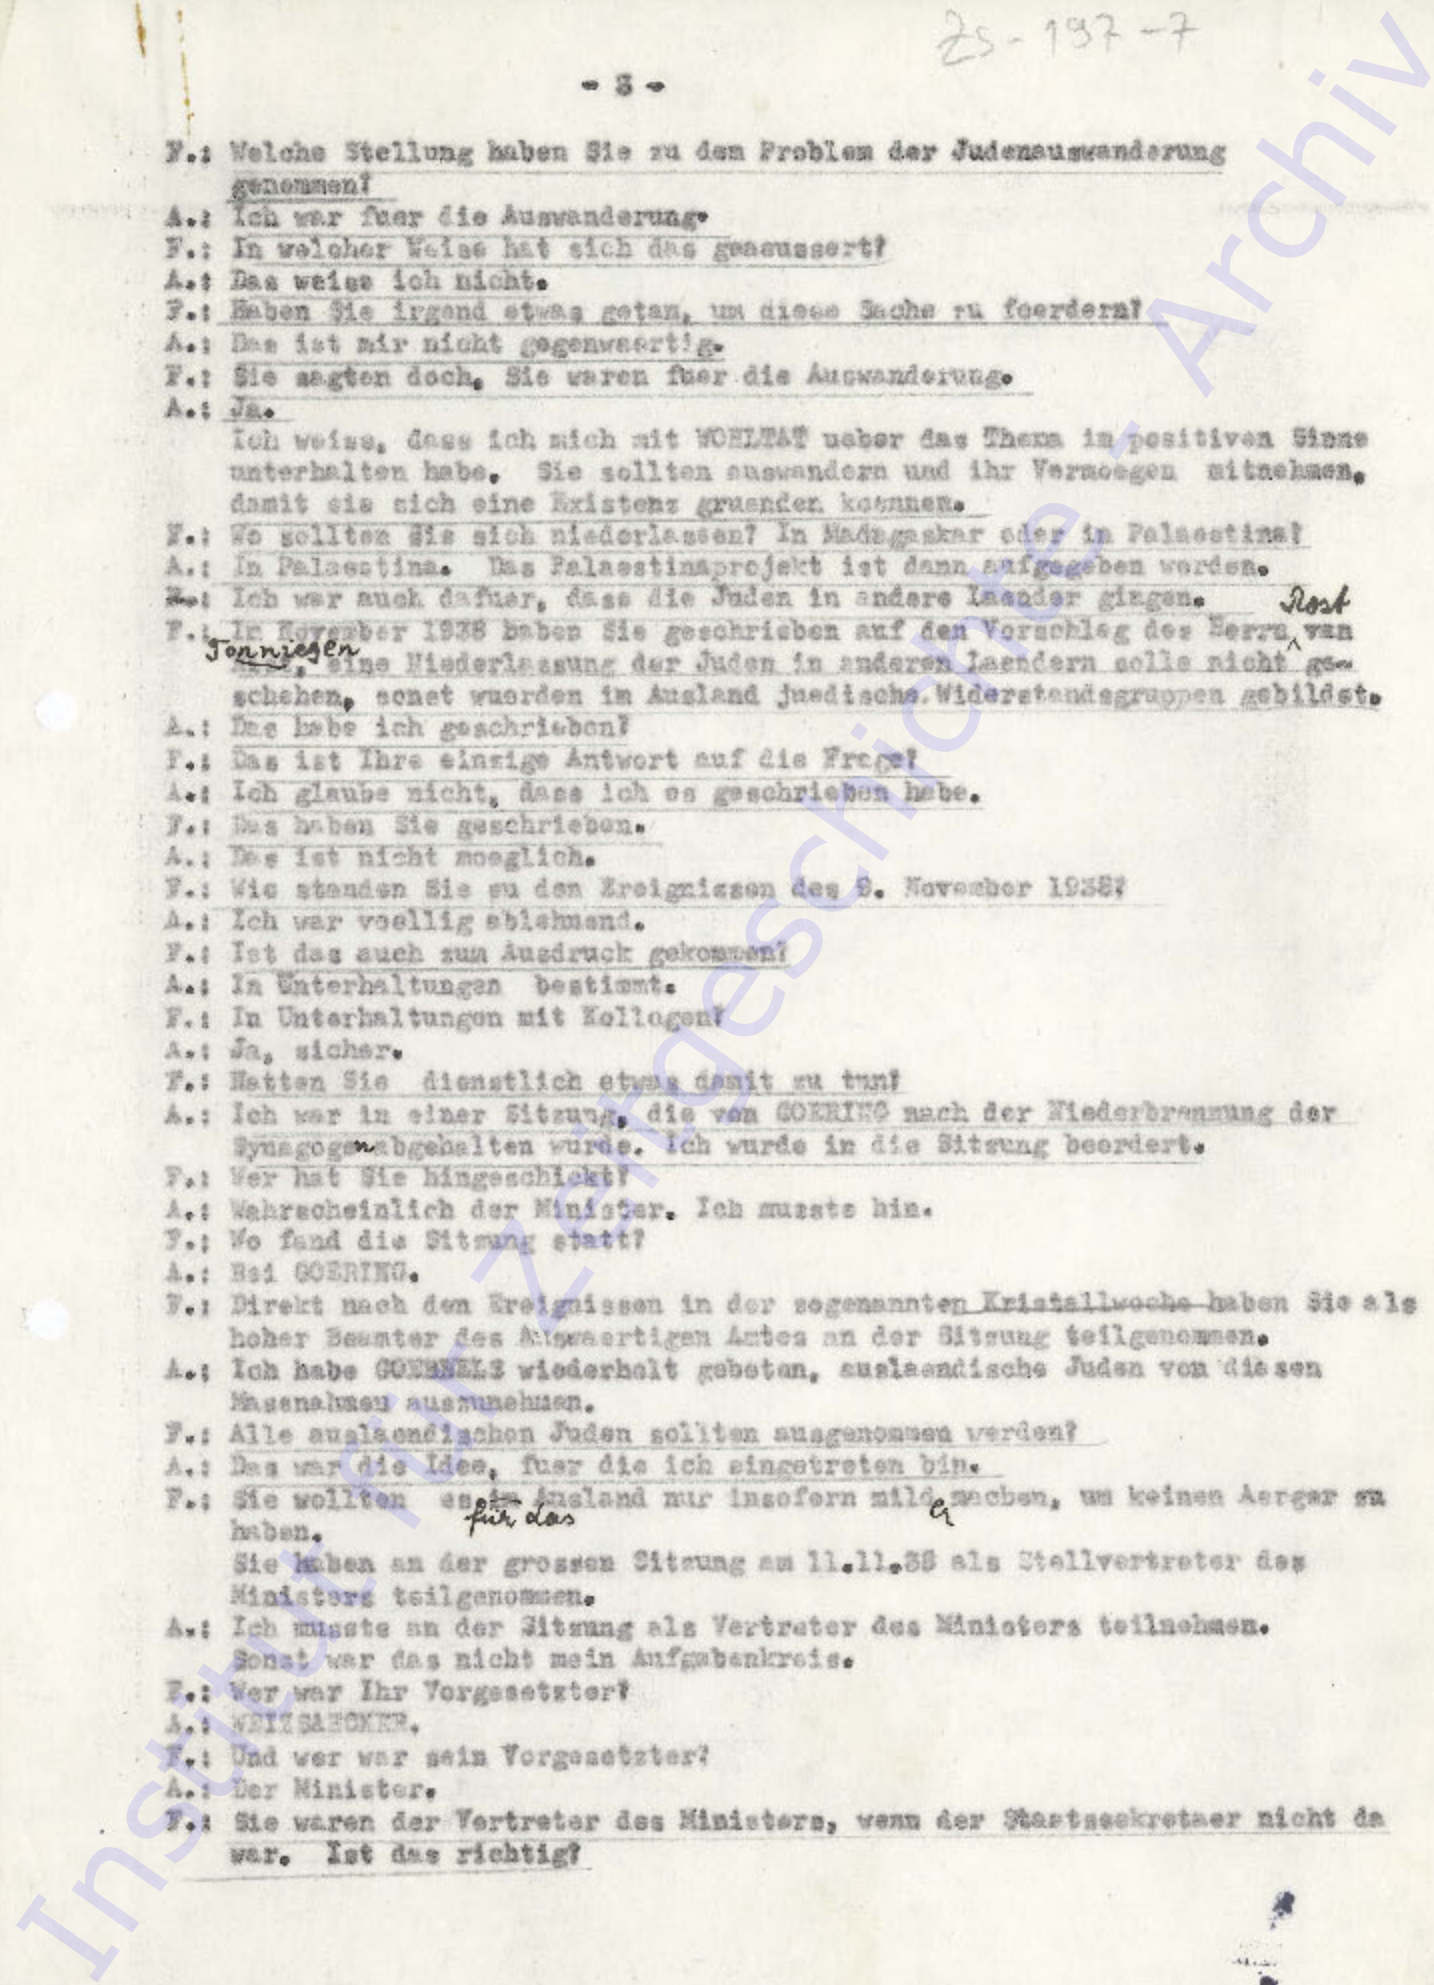 ZS-197-7
- 3 -
F.: Welche Stellung haben Sie zu dem Problem der Judenauswanderung
genommen?
A.: Ich war fuer die Auswanderung.
F.: In welcher Weise hat sich das geaeussert?
A.: Das weiss ich nicht.
F.: Haben Sie irgend etwas getan, um diese Sache zu foerdern?
A.: Das ist mir nicht gegenwaertig.
F.: Sie sagten doch, Sie waren fuer die Auswanderung.
A.: Ja.
Ich weiss, dass ich mich mit WOHLTAT ueber das Thema im positiven Sinne
unterhalten habe. Sie sollten auswandern und ihr Vermoegen mitnehmen,
damit sie sich eine Existenz gruenden koennen.
F.: Wo sollten sie sich niederlassen? In Madagaskar oder in Palaestina?
A.: In Palaestina. Das Palaestinaprojekt ist dann aufgegeben worden.
Ich war auch dafuer, dass die Juden in andere Laender gingen.
Rost
F.: Im November 1938 haben Sie geschrieben auf den Vorschlag des Herrn van
Tonningen
, eine Niederlassung der Juden in anderen Laendern solle nicht ge-
schehen, sonst wuerden im Ausland juedische Widerstandsgruppen gebildet.
A.: Das habe ich geschrieben?
F.: Das ist Ihre einzige Antwort auf die Frage?
A.: Ich glaube nicht, dass ich es geschrieben habe.
F.: Das haben Sie geschrieben.
A.: Das ist nicht moeglich.
F.: Wie standen Sie zu den Ereignissen des 9. November 1938?
A.: Ich war voellig ablehnend.
F.: Ist das auch zum Ausdruck gekommen?
A.: In Unterhaltungen bestimmt.
F.: In Unterhaltungen mit Kollegen?
A.: Ja, sicher.
F.: Hatten Sie dienstlich etwas damit zu tun?
A.: Ich war in einer Sitzung, die von GOERING nach der Niederbrennung der
Synagogen abgehalten wurde. Ich wurde in die Sitzung beordert.
F.: Wer hat Sie hingeschickt?
A.: Wahrscheinlich der Minister. Ich musste hin.
F.: Wo fand die Sitzung statt?
A.: Bei GOERING.
F.: Direkt nach den Ereignissen in der sogenannten Kristallwoche haben Sie als
hoher Beamter des Auswaertigen Amtes an der Sitzung teilgenommen.
A.: Ich habe GOEBBELS wiederholt gebeten, auslaendische Juden von diesen
Massnahmen auszunehmen.
F.: Alle auslaendischen Juden sollten ausgenommen werden?
A.: Das war die Idee, fuer die ich eingetreten bin.
F.: Sie wollten es im Ausland nur insofern milde machen, um keinen Aerger zu
für das er
haben.
Sie haben an der grossen Sitzung am 11.11.38 als Stellvertreter des
Ministers teilgenommen.
A.: Ich musste an der Sitzung als Vertreter des Ministers teilnehmen.
Sonst war das nicht mein Aufgabenkreis.
F.: Wer war Ihr Vorgesetzter?
A.: WEIZSAECKER.
F.: Und wer war sein Vorgesetzter?
A.: Der Minister.
F.: Sie waren der Vertreter des Ministers, wenn der Staatssekretaer nicht da
war. Ist das richtig?
Institut für Zeitgeschichte - Archiv